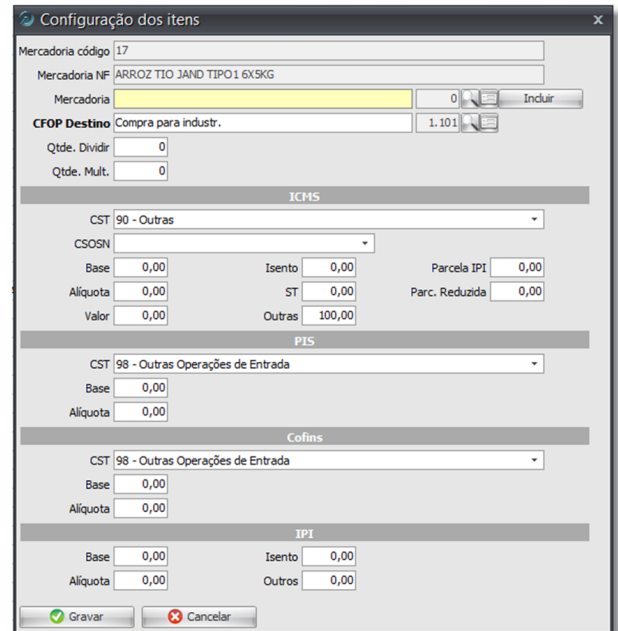 Configuração dos itens x
Mercadoria código 17
Mercadoria NF ARROZ TIO JAND TIPO1 6X5KG
Mercadoria 0 Incluir
CFOP Destino Compra para industr. 1.101
Qtde. Dividir 0
Qtde. Mult. 0
ICMS
CST 90 - Outras
CSOSN
Base 0,00 Isento 0,00 Parcela IPI 0,00
Alíquota 0,00 ST 0,00 Parc. Reduzida 0,00
Valor 0,00 Outras 100,00
PIS
CST 98 - Outras Operações de Entrada
Base 0,00
Alíquota 0,00
Cofins
CST 98 - Outras Operações de Entrada
Base 0,00
Alíquota 0,00
IPI
Base 0,00 Isento 0,00
Alíquota 0,00 Outros 0,00
Gravar Cancelar